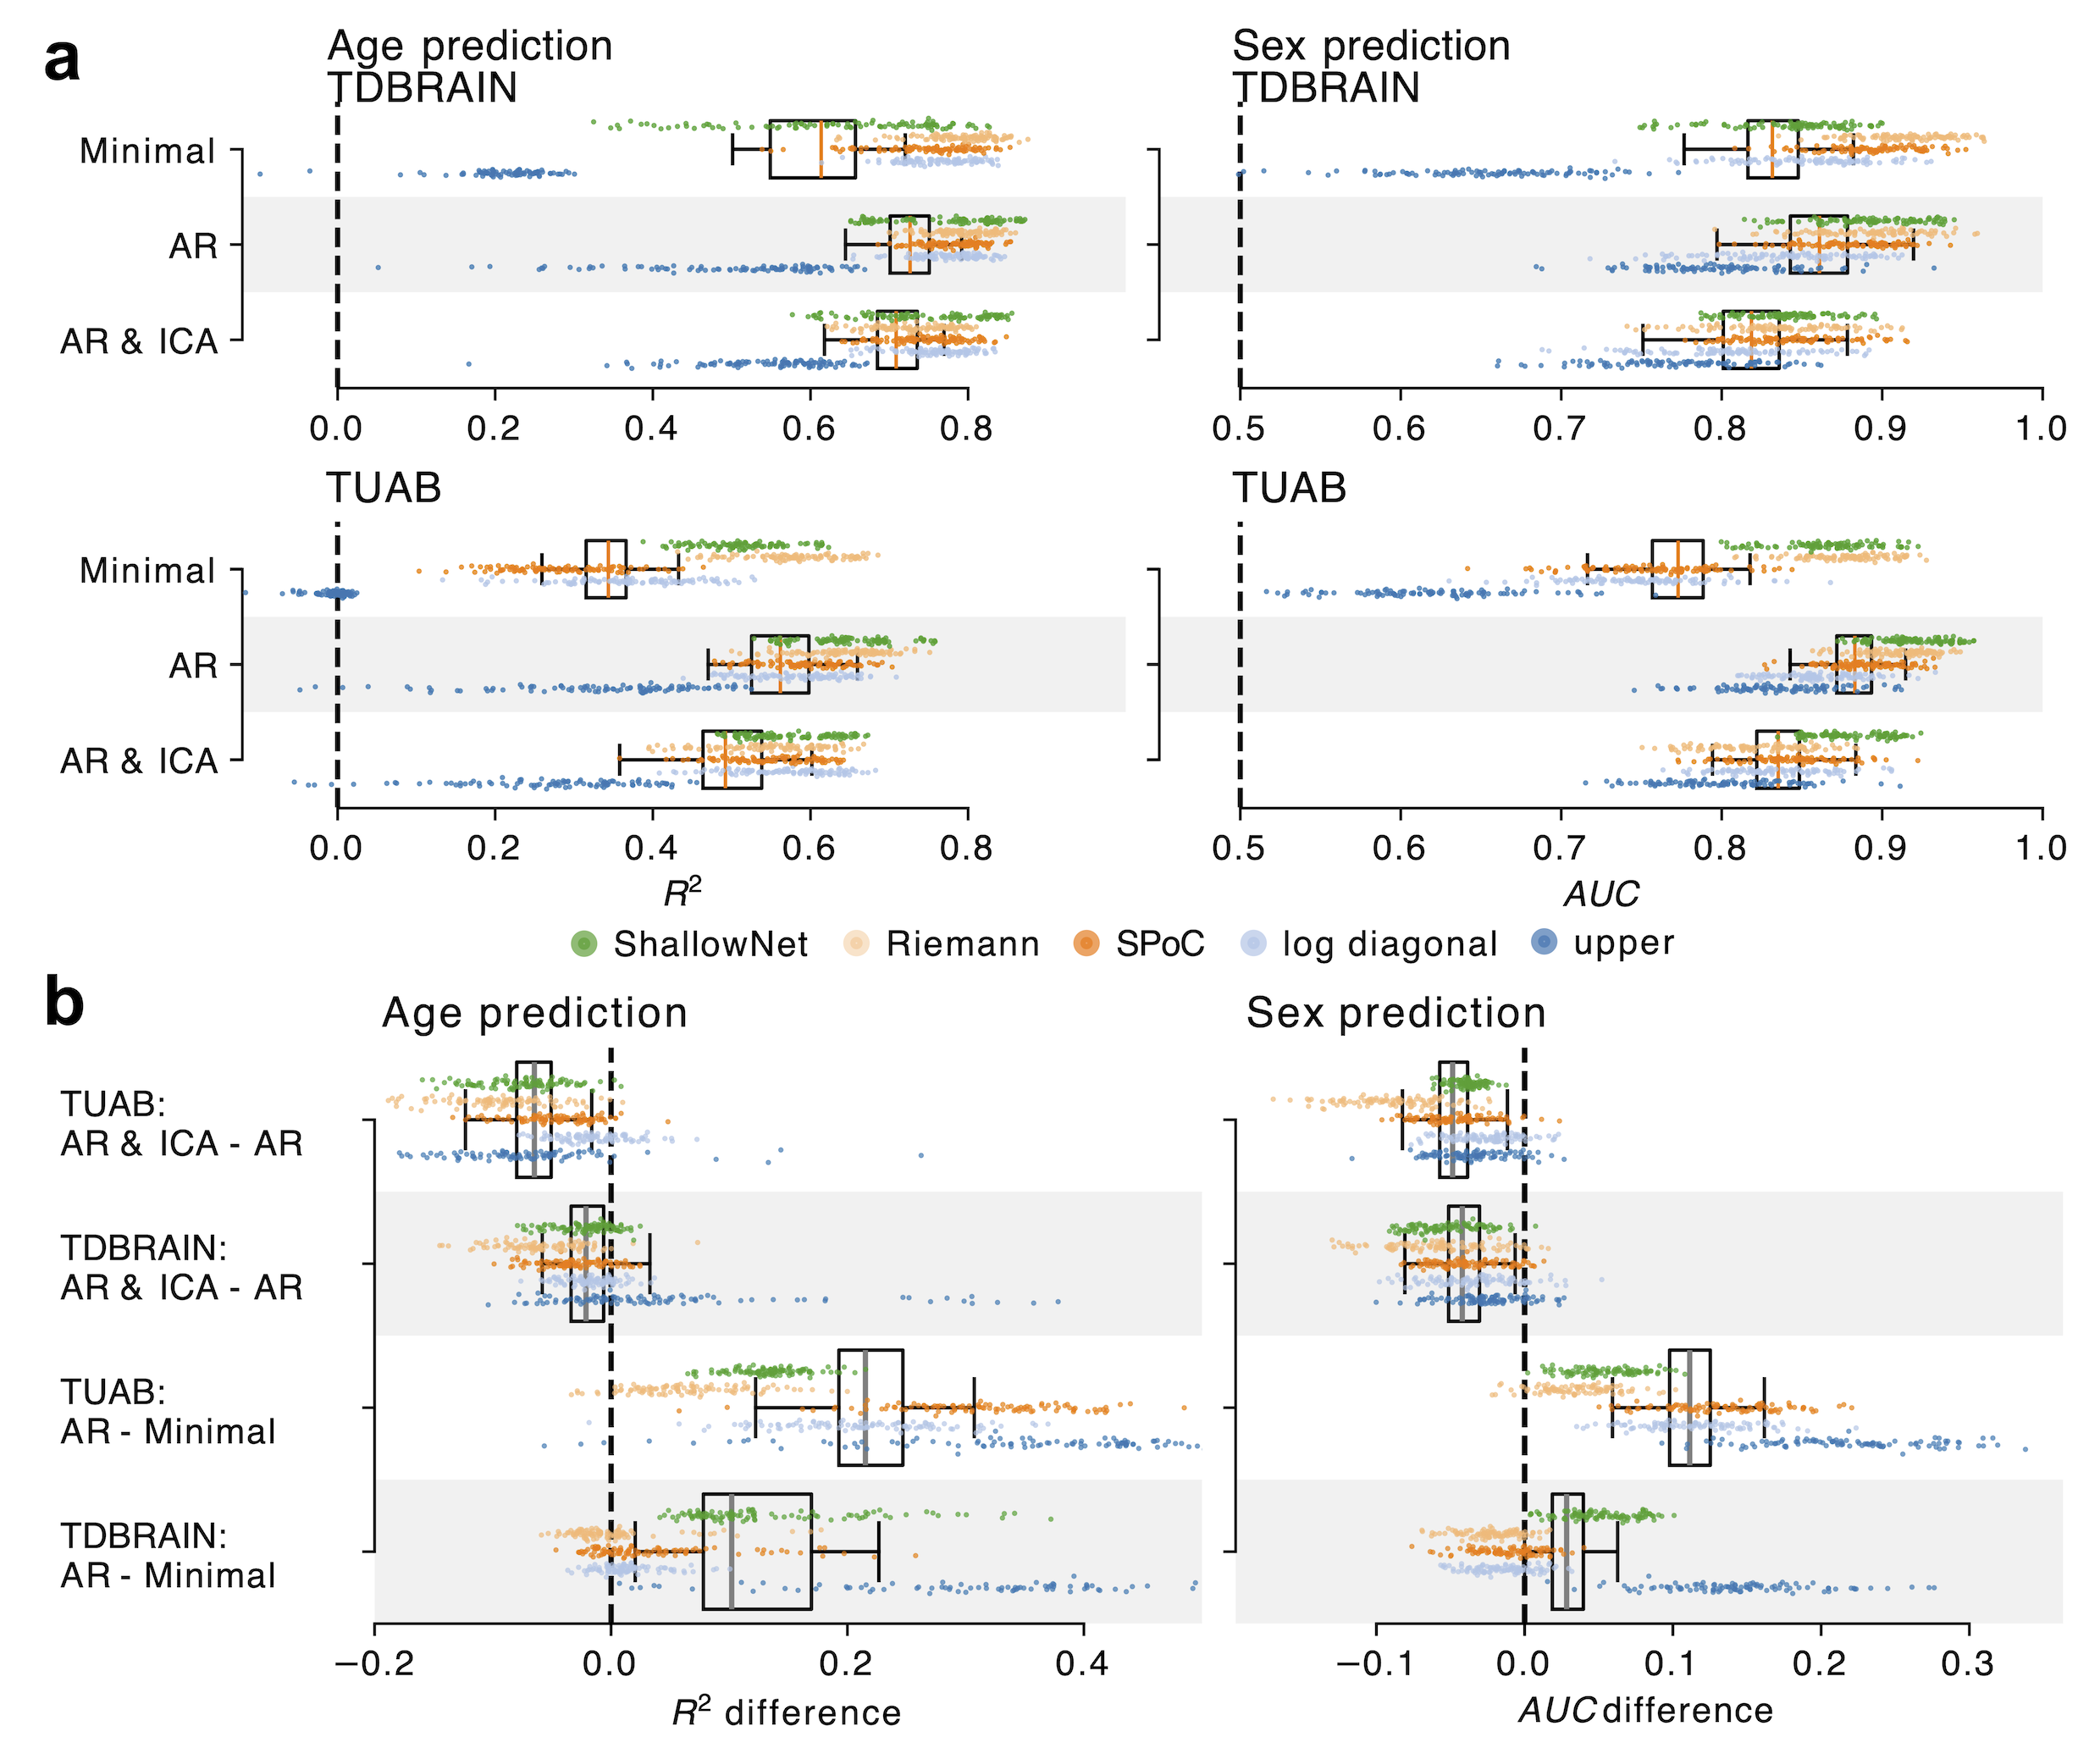 a
Age prediction
TDBRAIN
Sex prediction
TDBRAIN
Minimal
AR
AR & ICA
0.0 0.2 0.4 0.6 0.8
0.5 0.6 0.7 0.8 0.9 1.0
TUAB
TUAB
Minimal
AR
AR & ICA
0.0 0.2 0.4 0.6 0.8
0.5 0.6 0.7 0.8 0.9 1.0
R²
AUC
ShallowNet Riemann SPoC log diagonal upper
b
Age prediction
Sex prediction
TUAB:
AR & ICA - AR
TDBRAIN:
AR & ICA - AR
TUAB:
AR - Minimal
TDBRAIN:
AR - Minimal
−0.2 0.0 0.2 0.4
−0.1 0.0 0.1 0.2 0.3
R² difference
AUC difference